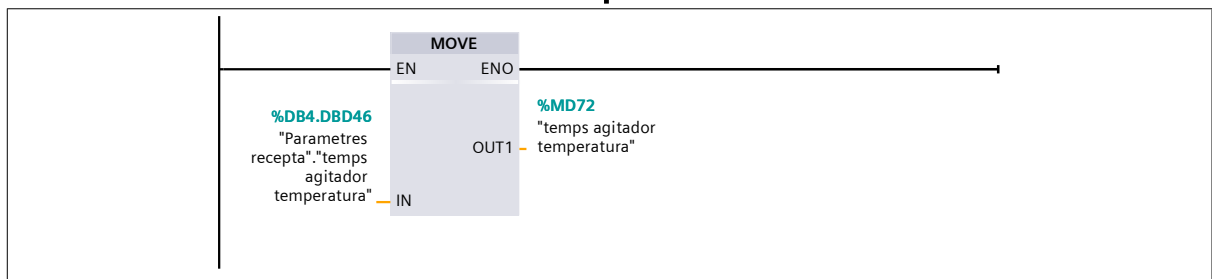 MOVE
EN ENO
%DB4.DBD46
"Parametres
recepta"."temps
agitador
temperatura"
IN
%MD72
"temps agitador
temperatura"
OUT1